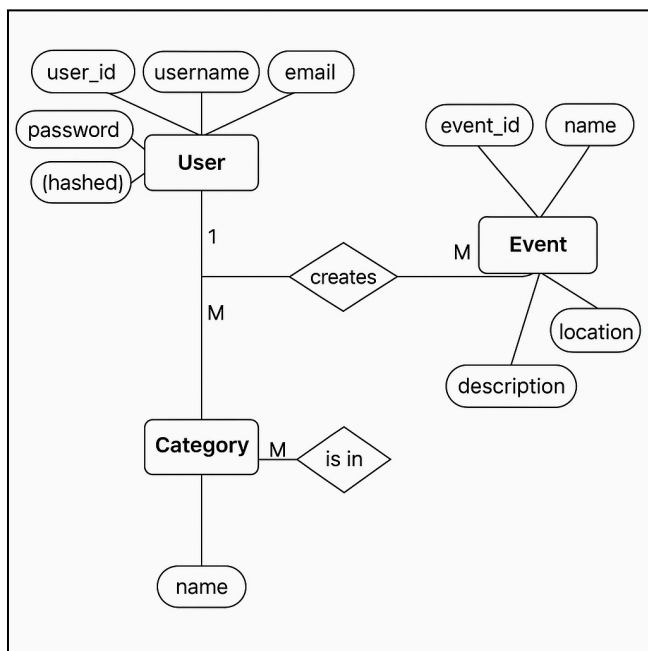 user_id
username
email
password
(hashed)
User
event_id
name
Event
1
M
creates
M
location
description
Category
M
is in
name